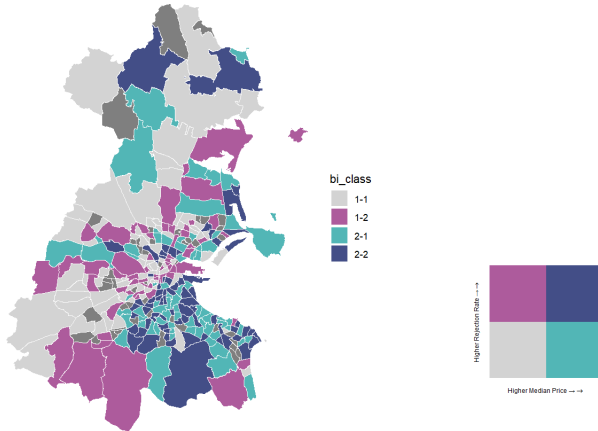 bi_class
1-1
1-2
2-1
2-2
Higher Rejection Rate → →
Higher Median Price → →